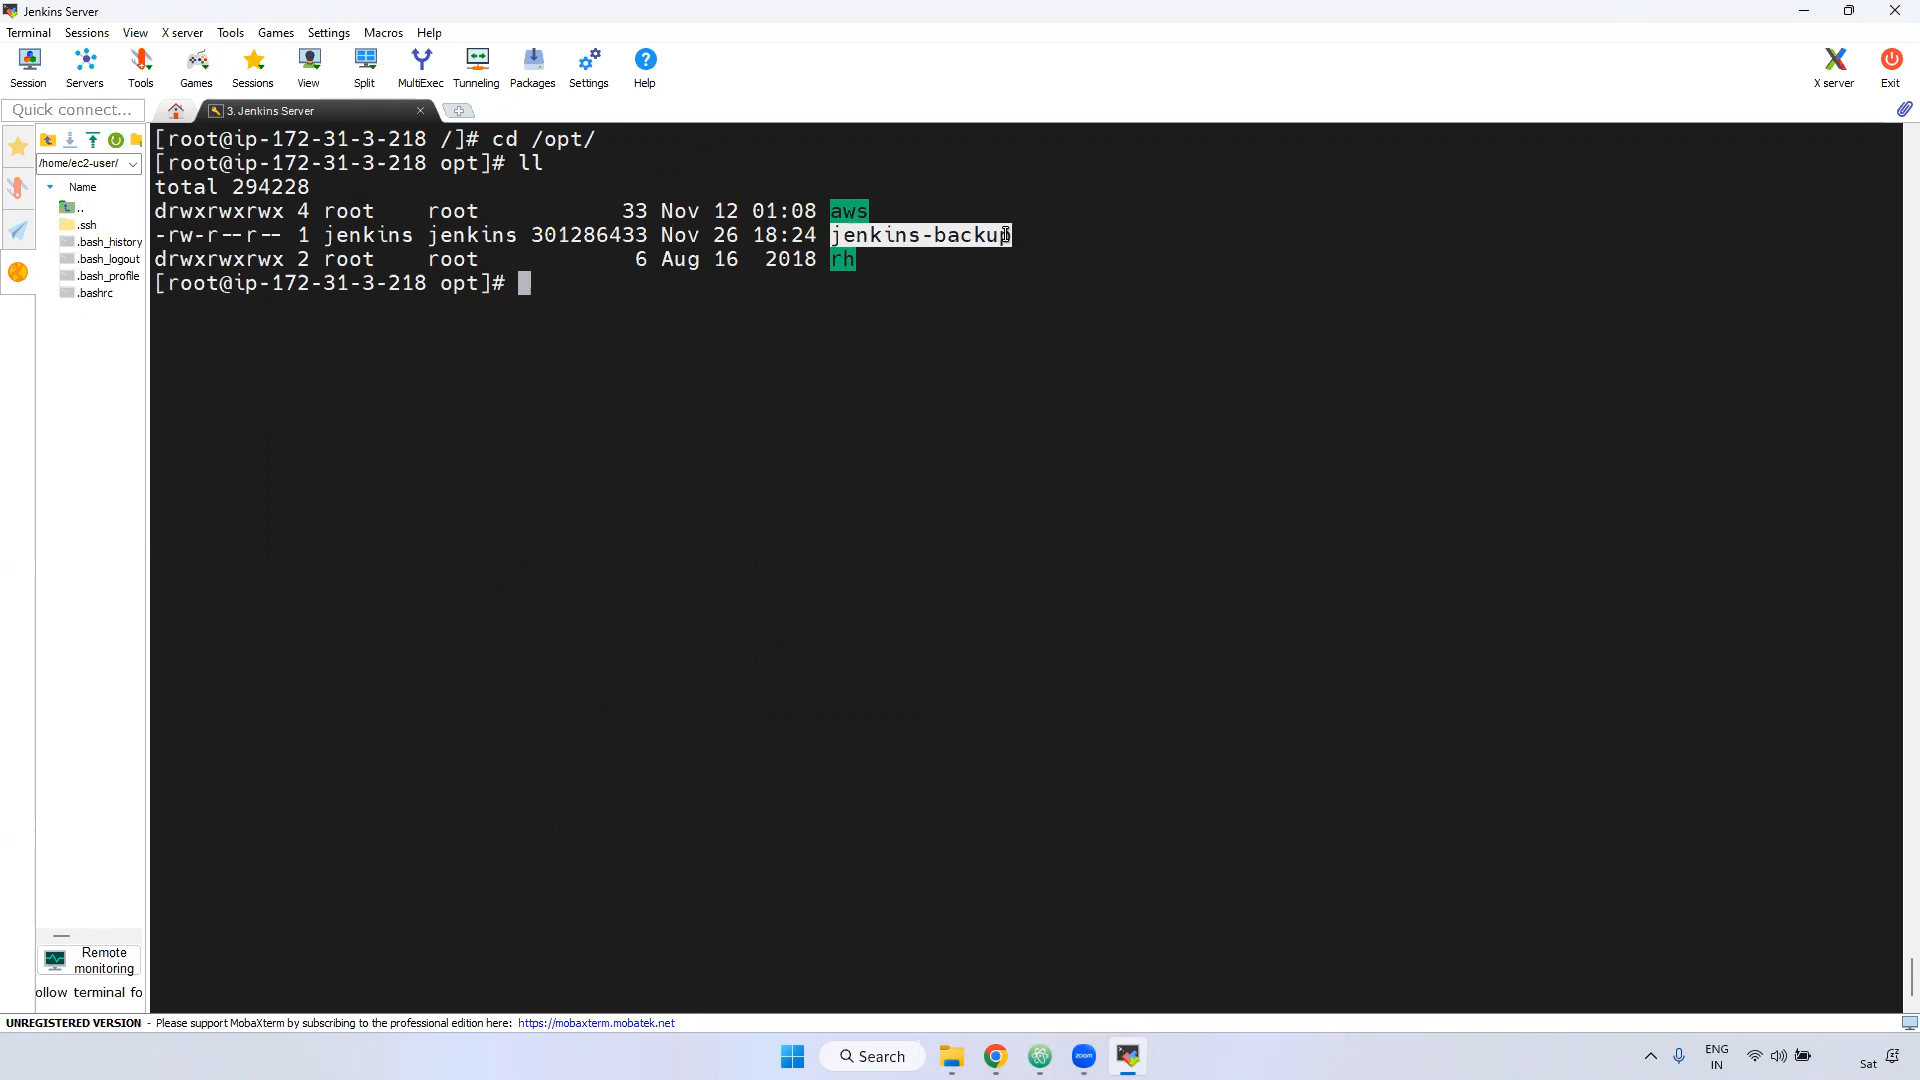 Jenkins Server
Terminal Sessions View X server Tools Games Settings Macros Help
Session Servers Tools Games Sessions View Split MultiExec Tunneling Packages Settings Help X server Exit
Quick connect... 3. Jenkins Server
/home/ec2-user/
Name
..
.ssh
.bash_history
.bash_logout
.bash_profile
.bashrc
[root@ip-172-31-3-218 /]# cd /opt/
[root@ip-172-31-3-218 opt]# ll
total 294228
drwxrwxrwx 4 root    root           33 Nov 12 01:08 aws
-rw-r--r-- 1 jenkins jenkins 301286433 Nov 26 18:24 jenkins-backup
drwxrwxrwx 2 root    root            6 Aug 16  2018 rh
[root@ip-172-31-3-218 opt]#
Remote
monitoring
ollow terminal fo
UNREGISTERED VERSION - Please support MobaXterm by subscribing to the professional edition here: https://mobaxterm.mobatek.net
Search
zoom
ENG
IN
Sat